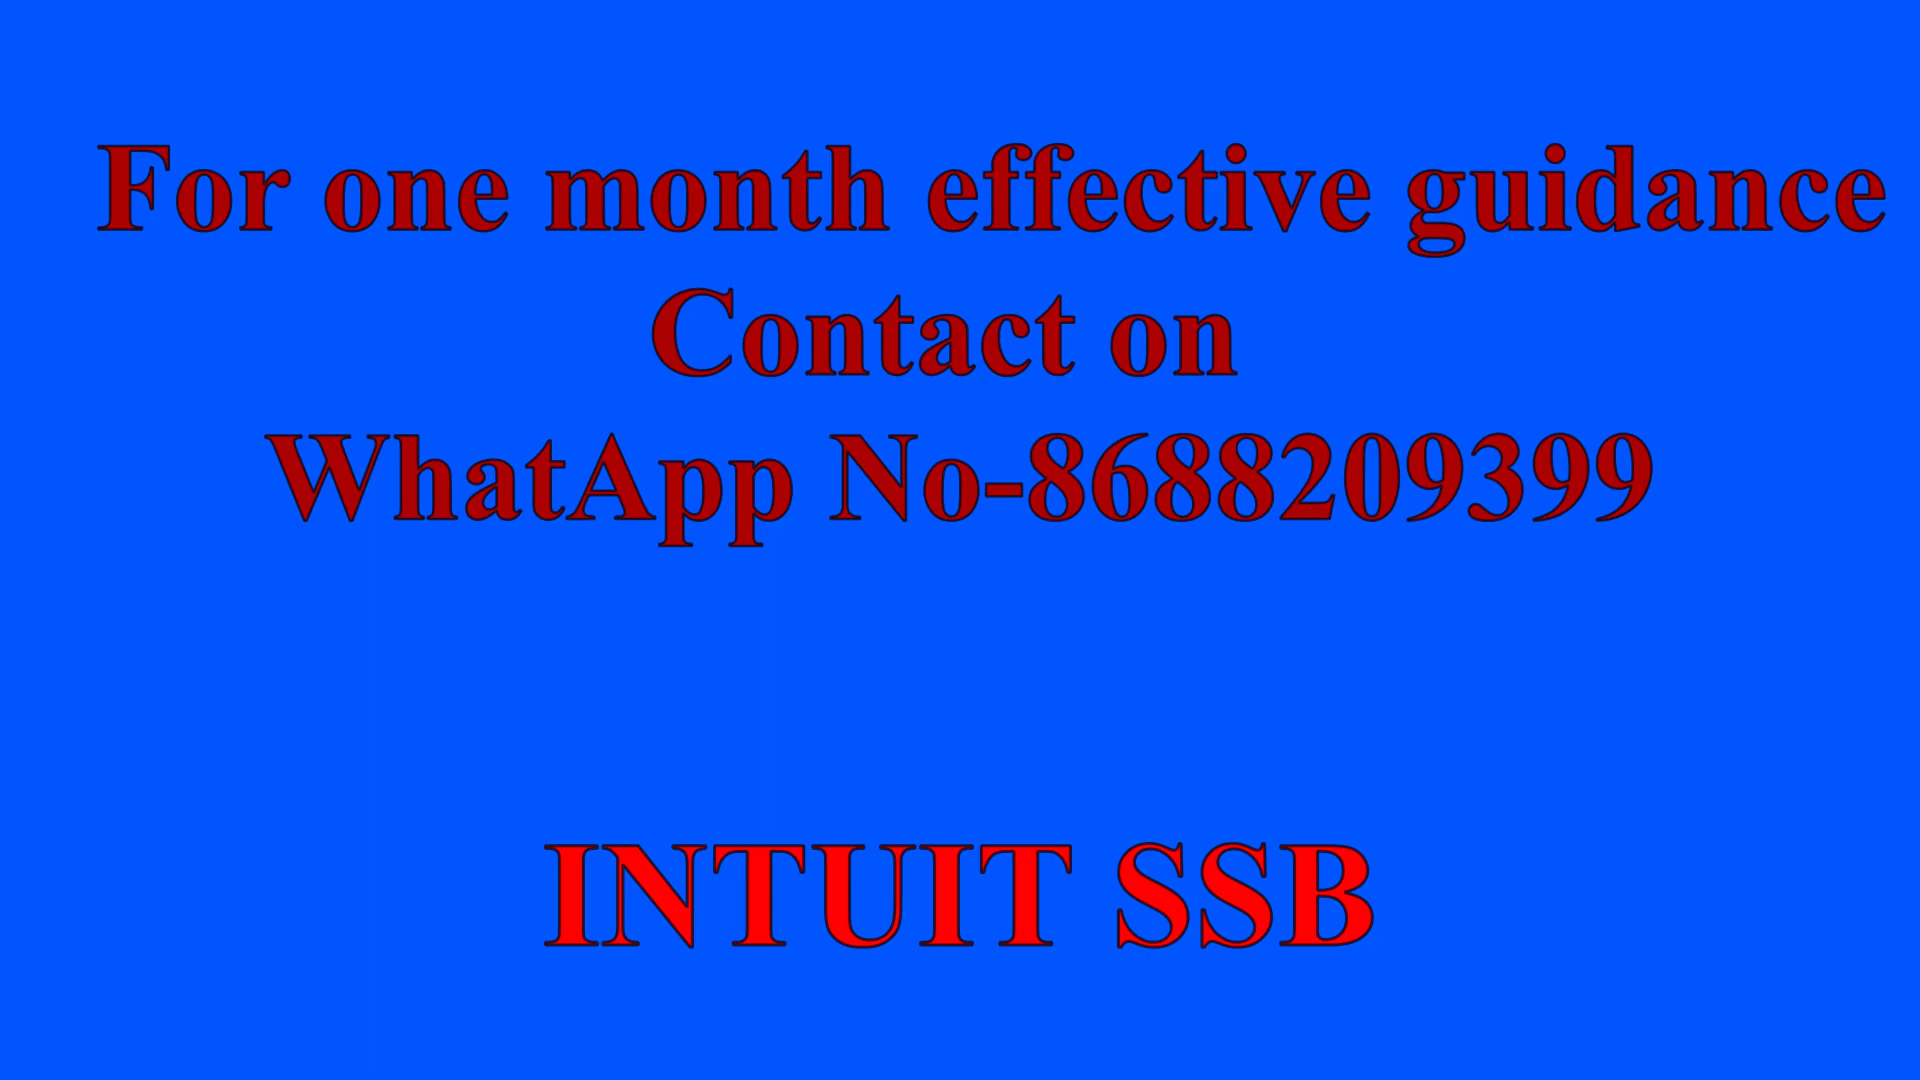 For one month effective guidance
Contact on
WhatApp No-8688209399
INTUIT SSB